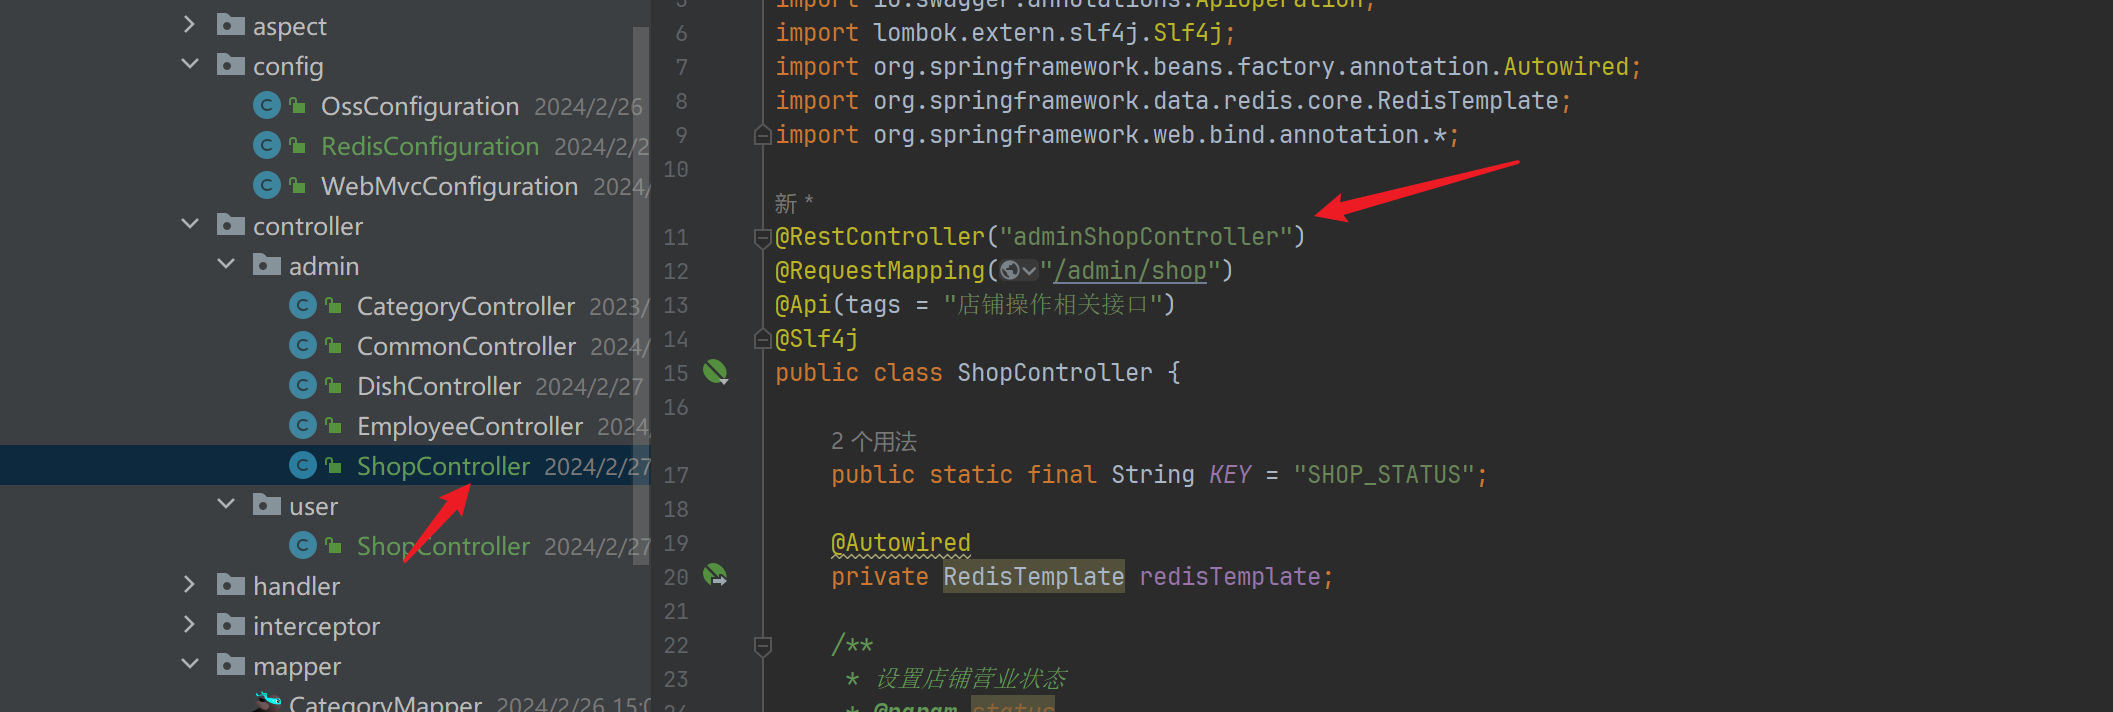 aspect
config
OssConfiguration 2024/2/26
RedisConfiguration 2024/2/2
WebMvcConfiguration 2024/
controller
admin
CategoryController 2023/
CommonController 2024/
DishController 2024/2/27
EmployeeController 2024/
ShopController 2024/2/27
user
ShopController 2024/2/27
handler
interceptor
mapper
CategoryMapper 2024/2/26 15:0
5 import io.swagger.annotations.ApiOperation;
6 import lombok.extern.slf4j.Slf4j;
7 import org.springframework.beans.factory.annotation.Autowired;
8 import org.springframework.data.redis.core.RedisTemplate;
9 import org.springframework.web.bind.annotation.*;
10
新 *
11 @RestController("adminShopController")
12 @RequestMapping("/admin/shop")
13 @Api(tags = "店铺操作相关接口")
14 @Slf4j
15 public class ShopController {
16
2 个用法
17 public static final String KEY = "SHOP_STATUS";
18
19 @Autowired
20 private RedisTemplate redisTemplate;
21
22 /**
23 * 设置店铺营业状态
24 * @param status